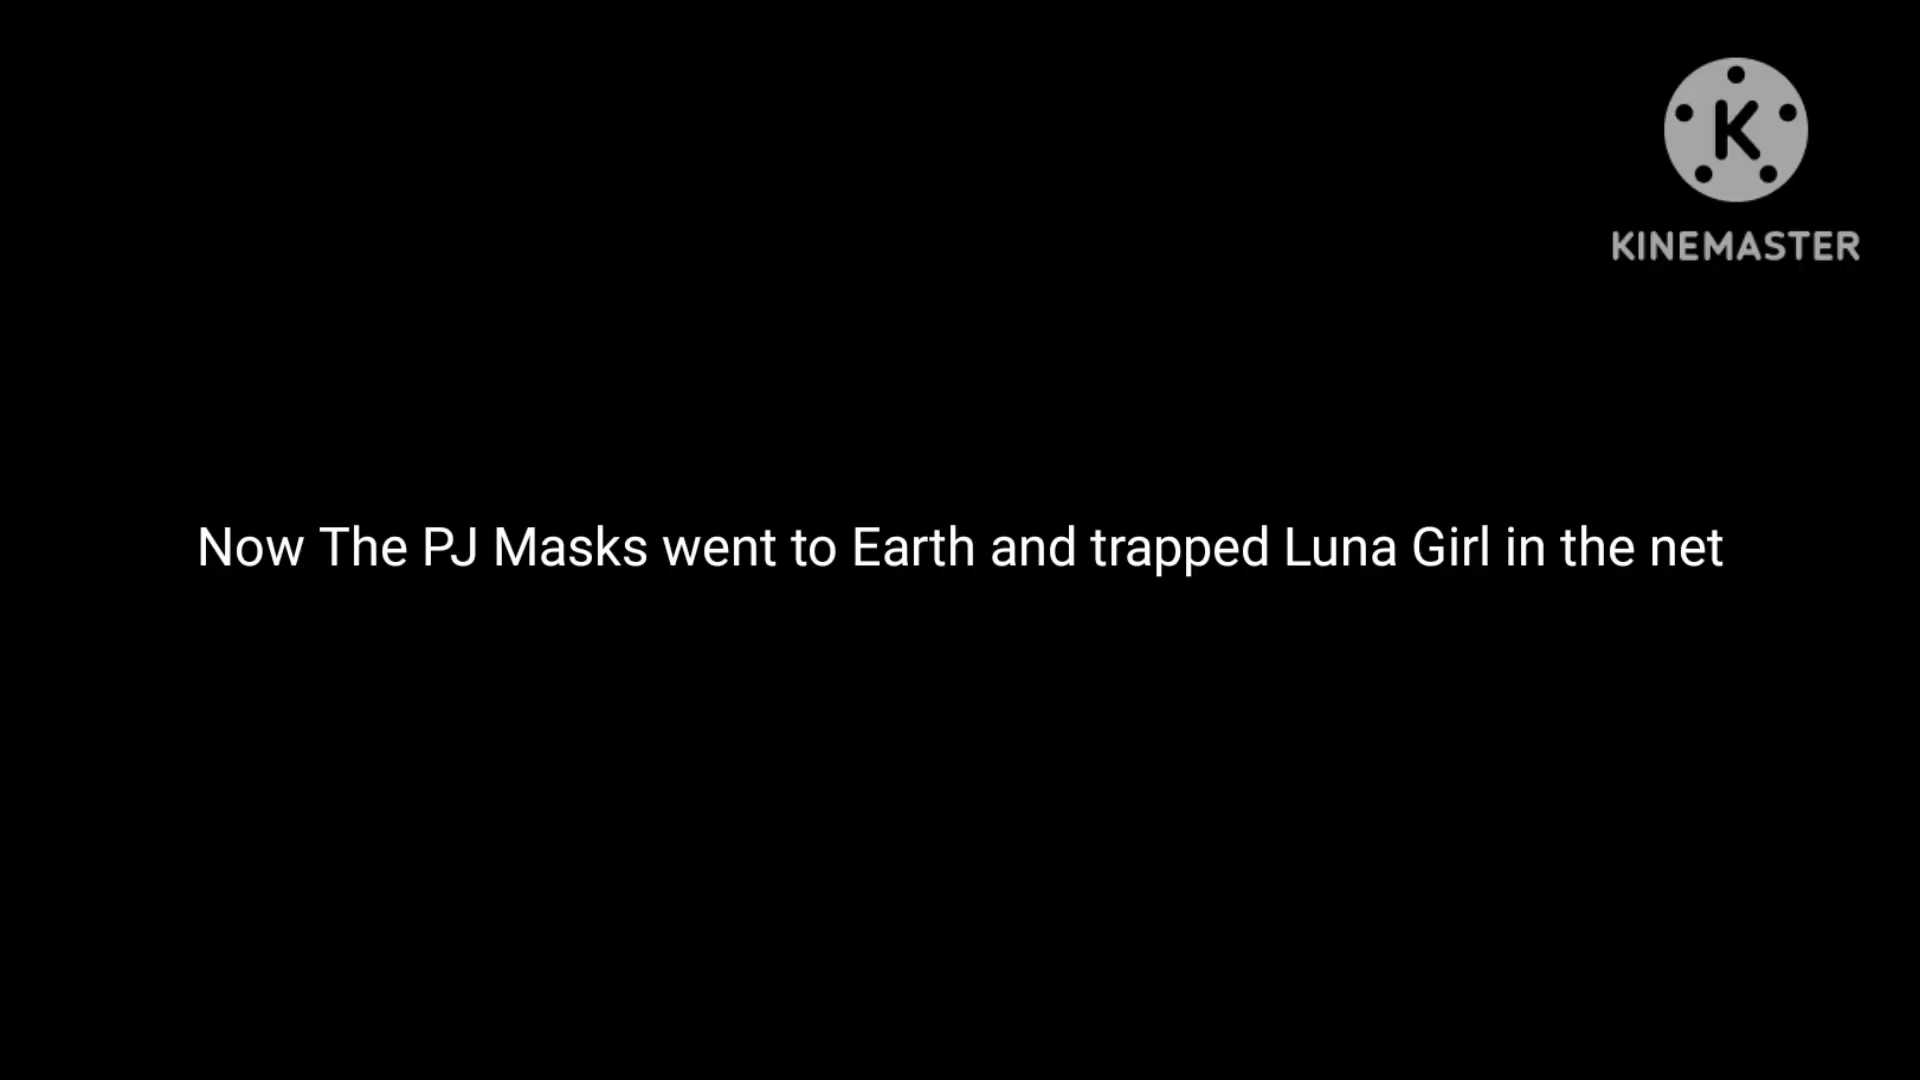 K
KINEMASTER
Now The PJ Masks went to Earth and trapped Luna Girl in the net